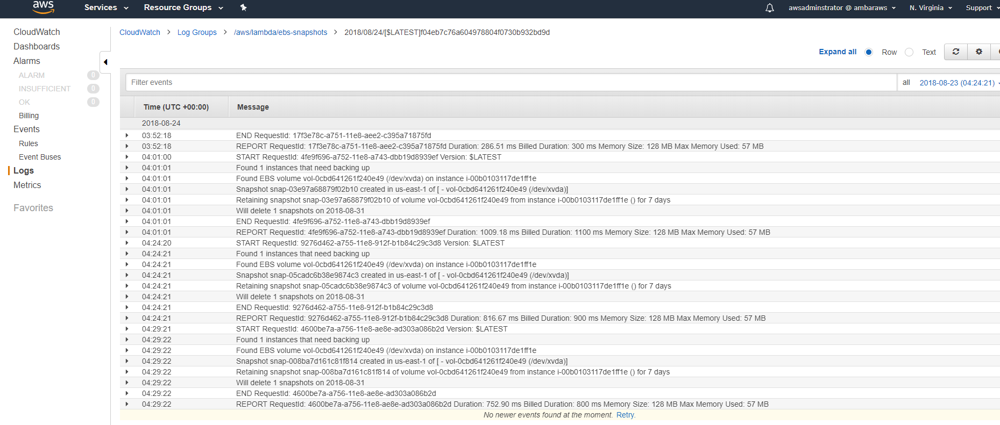 aws Services Resource Groups awsadminstrator @ ambaraws N. Virginia Support
CloudWatch
Dashboards
Alarms
ALARM 0
INSUFFICIENT 0
OK 0
Billing
Events
Rules
Event Buses
Logs
Metrics
Favorites
CloudWatch > Log Groups > /aws/lambda/ebs-snapshots > 2018/08/24/[$LATEST]f04eb7c76a604978804f0730b932bd9d
Expand all Row Text
Filter events all 2018-08-23 (04:24:21)
Time (UTC +00:00) Message
2018-08-24
03:52:18 END RequestId: 17f3e78c-a751-11e8-aee2-c395a71875fd
03:52:18 REPORT RequestId: 17f3e78c-a751-11e8-aee2-c395a71875fd Duration: 286.51 ms Billed Duration: 300 ms Memory Size: 128 MB Max Memory Used: 57 MB
04:01:00 START RequestId: 4fe9f696-a752-11e8-a743-dbb19d8939ef Version: $LATEST
04:01:01 Found 1 instances that need backing up
04:01:01 Found EBS volume vol-0cbd641261f240e49 (/dev/xvda) on instance i-00b0103117de1ff1e
04:01:01 Snapshot snap-03e97a68879f02b10 created in us-east-1 of [ - vol-0cbd641261f240e49 (/dev/xvda)]
04:01:01 Retaining snapshot snap-03e97a68879f02b10 of volume vol-0cbd641261f240e49 from instance i-00b0103117de1ff1e () for 7 days
04:01:01 Will delete 1 snapshots on 2018-08-31
04:01:01 END RequestId: 4fe9f696-a752-11e8-a743-dbb19d8939ef
04:01:01 REPORT RequestId: 4fe9f696-a752-11e8-a743-dbb19d8939ef Duration: 1009.18 ms Billed Duration: 1100 ms Memory Size: 128 MB Max Memory Used: 57 MB
04:24:20 START RequestId: 9276d462-a755-11e8-912f-b1b84c29c3d8 Version: $LATEST
04:24:21 Found 1 instances that need backing up
04:24:21 Found EBS volume vol-0cbd641261f240e49 (/dev/xvda) on instance i-00b0103117de1ff1e
04:24:21 Snapshot snap-05cadc6b38e9874c3 created in us-east-1 of [ - vol-0cbd641261f240e49 (/dev/xvda)]
04:24:21 Retaining snapshot snap-05cadc6b38e9874c3 of volume vol-0cbd641261f240e49 from instance i-00b0103117de1ff1e () for 7 days
04:24:21 Will delete 1 snapshots on 2018-08-31
04:24:21 END RequestId: 9276d462-a755-11e8-912f-b1b84c29c3d8
04:24:21 REPORT RequestId: 9276d462-a755-11e8-912f-b1b84c29c3d8 Duration: 816.67 ms Billed Duration: 900 ms Memory Size: 128 MB Max Memory Used: 57 MB
04:29:21 START RequestId: 4600be7a-a756-11e8-ae8e-ad303a086b2d Version: $LATEST
04:29:22 Found 1 instances that need backing up
04:29:22 Found EBS volume vol-0cbd641261f240e49 (/dev/xvda) on instance i-00b0103117de1ff1e
04:29:22 Snapshot snap-008ba7d161c81f814 created in us-east-1 of [ - vol-0cbd641261f240e49 (/dev/xvda)]
04:29:22 Retaining snapshot snap-008ba7d161c81f814 of volume vol-0cbd641261f240e49 from instance i-00b0103117de1ff1e () for 7 days
04:29:22 Will delete 1 snapshots on 2018-08-31
04:29:22 END RequestId: 4600be7a-a756-11e8-ae8e-ad303a086b2d
04:29:22 REPORT RequestId: 4600be7a-a756-11e8-ae8e-ad303a086b2d Duration: 752.90 ms Billed Duration: 800 ms Memory Size: 128 MB Max Memory Used: 57 MB
No newer events found at the moment. Retry.